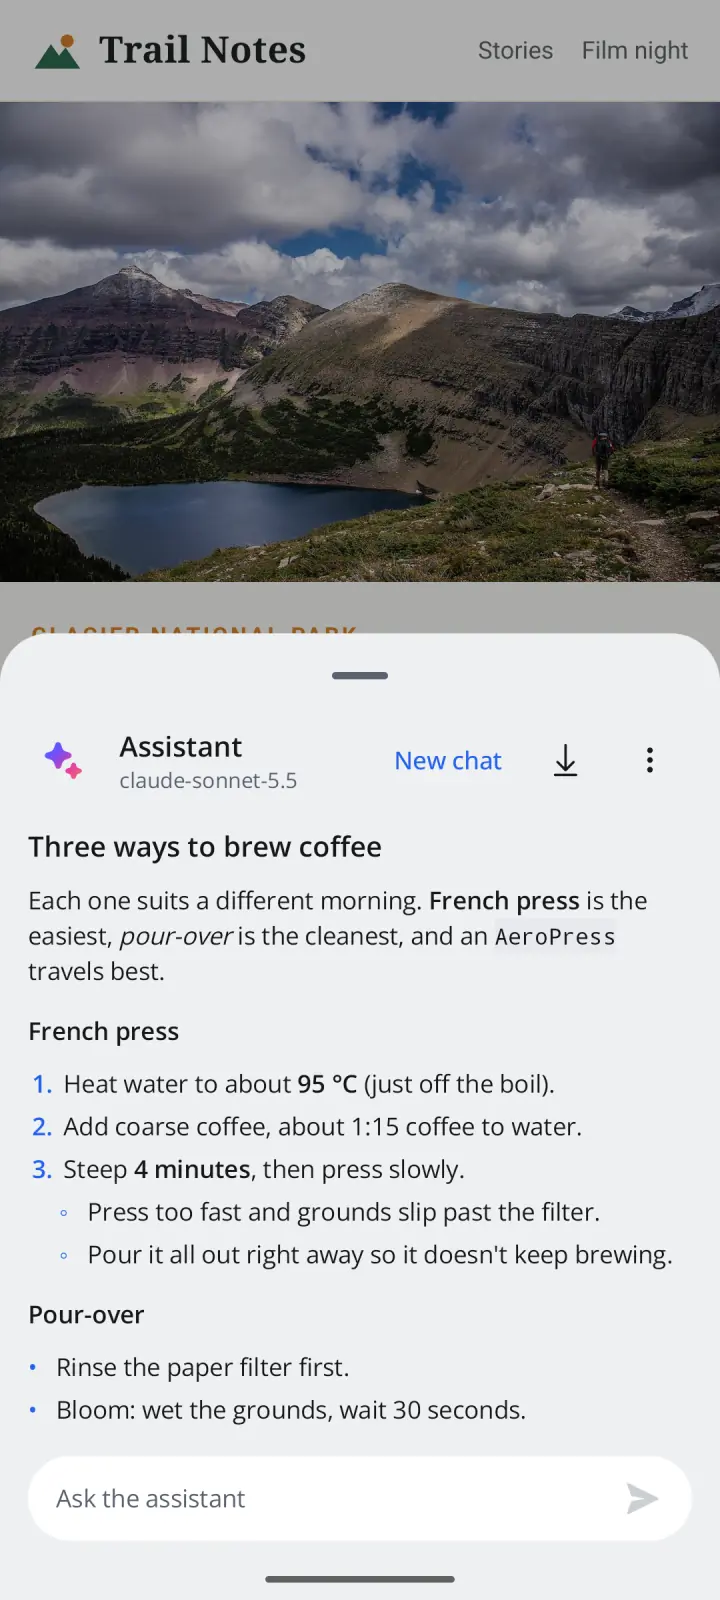 Trail Notes
Stories
Film night
GLACIER NATIONAL PARK
Assistant
claude-sonnet-5.5
New chat
Three ways to brew coffee
Each one suits a different morning. French press is the
easiest, pour-over is the cleanest, and an AeroPress
travels best.
French press
1. Heat water to about 95 °C (just off the boil).
2. Add coarse coffee, about 1:15 coffee to water.
3. Steep 4 minutes, then press slowly.
◦ Press too fast and grounds slip past the filter.
◦ Pour it all out right away so it doesn't keep brewing.
Pour-over
• Rinse the paper filter first.
• Bloom: wet the grounds, wait 30 seconds.
Ask the assistant